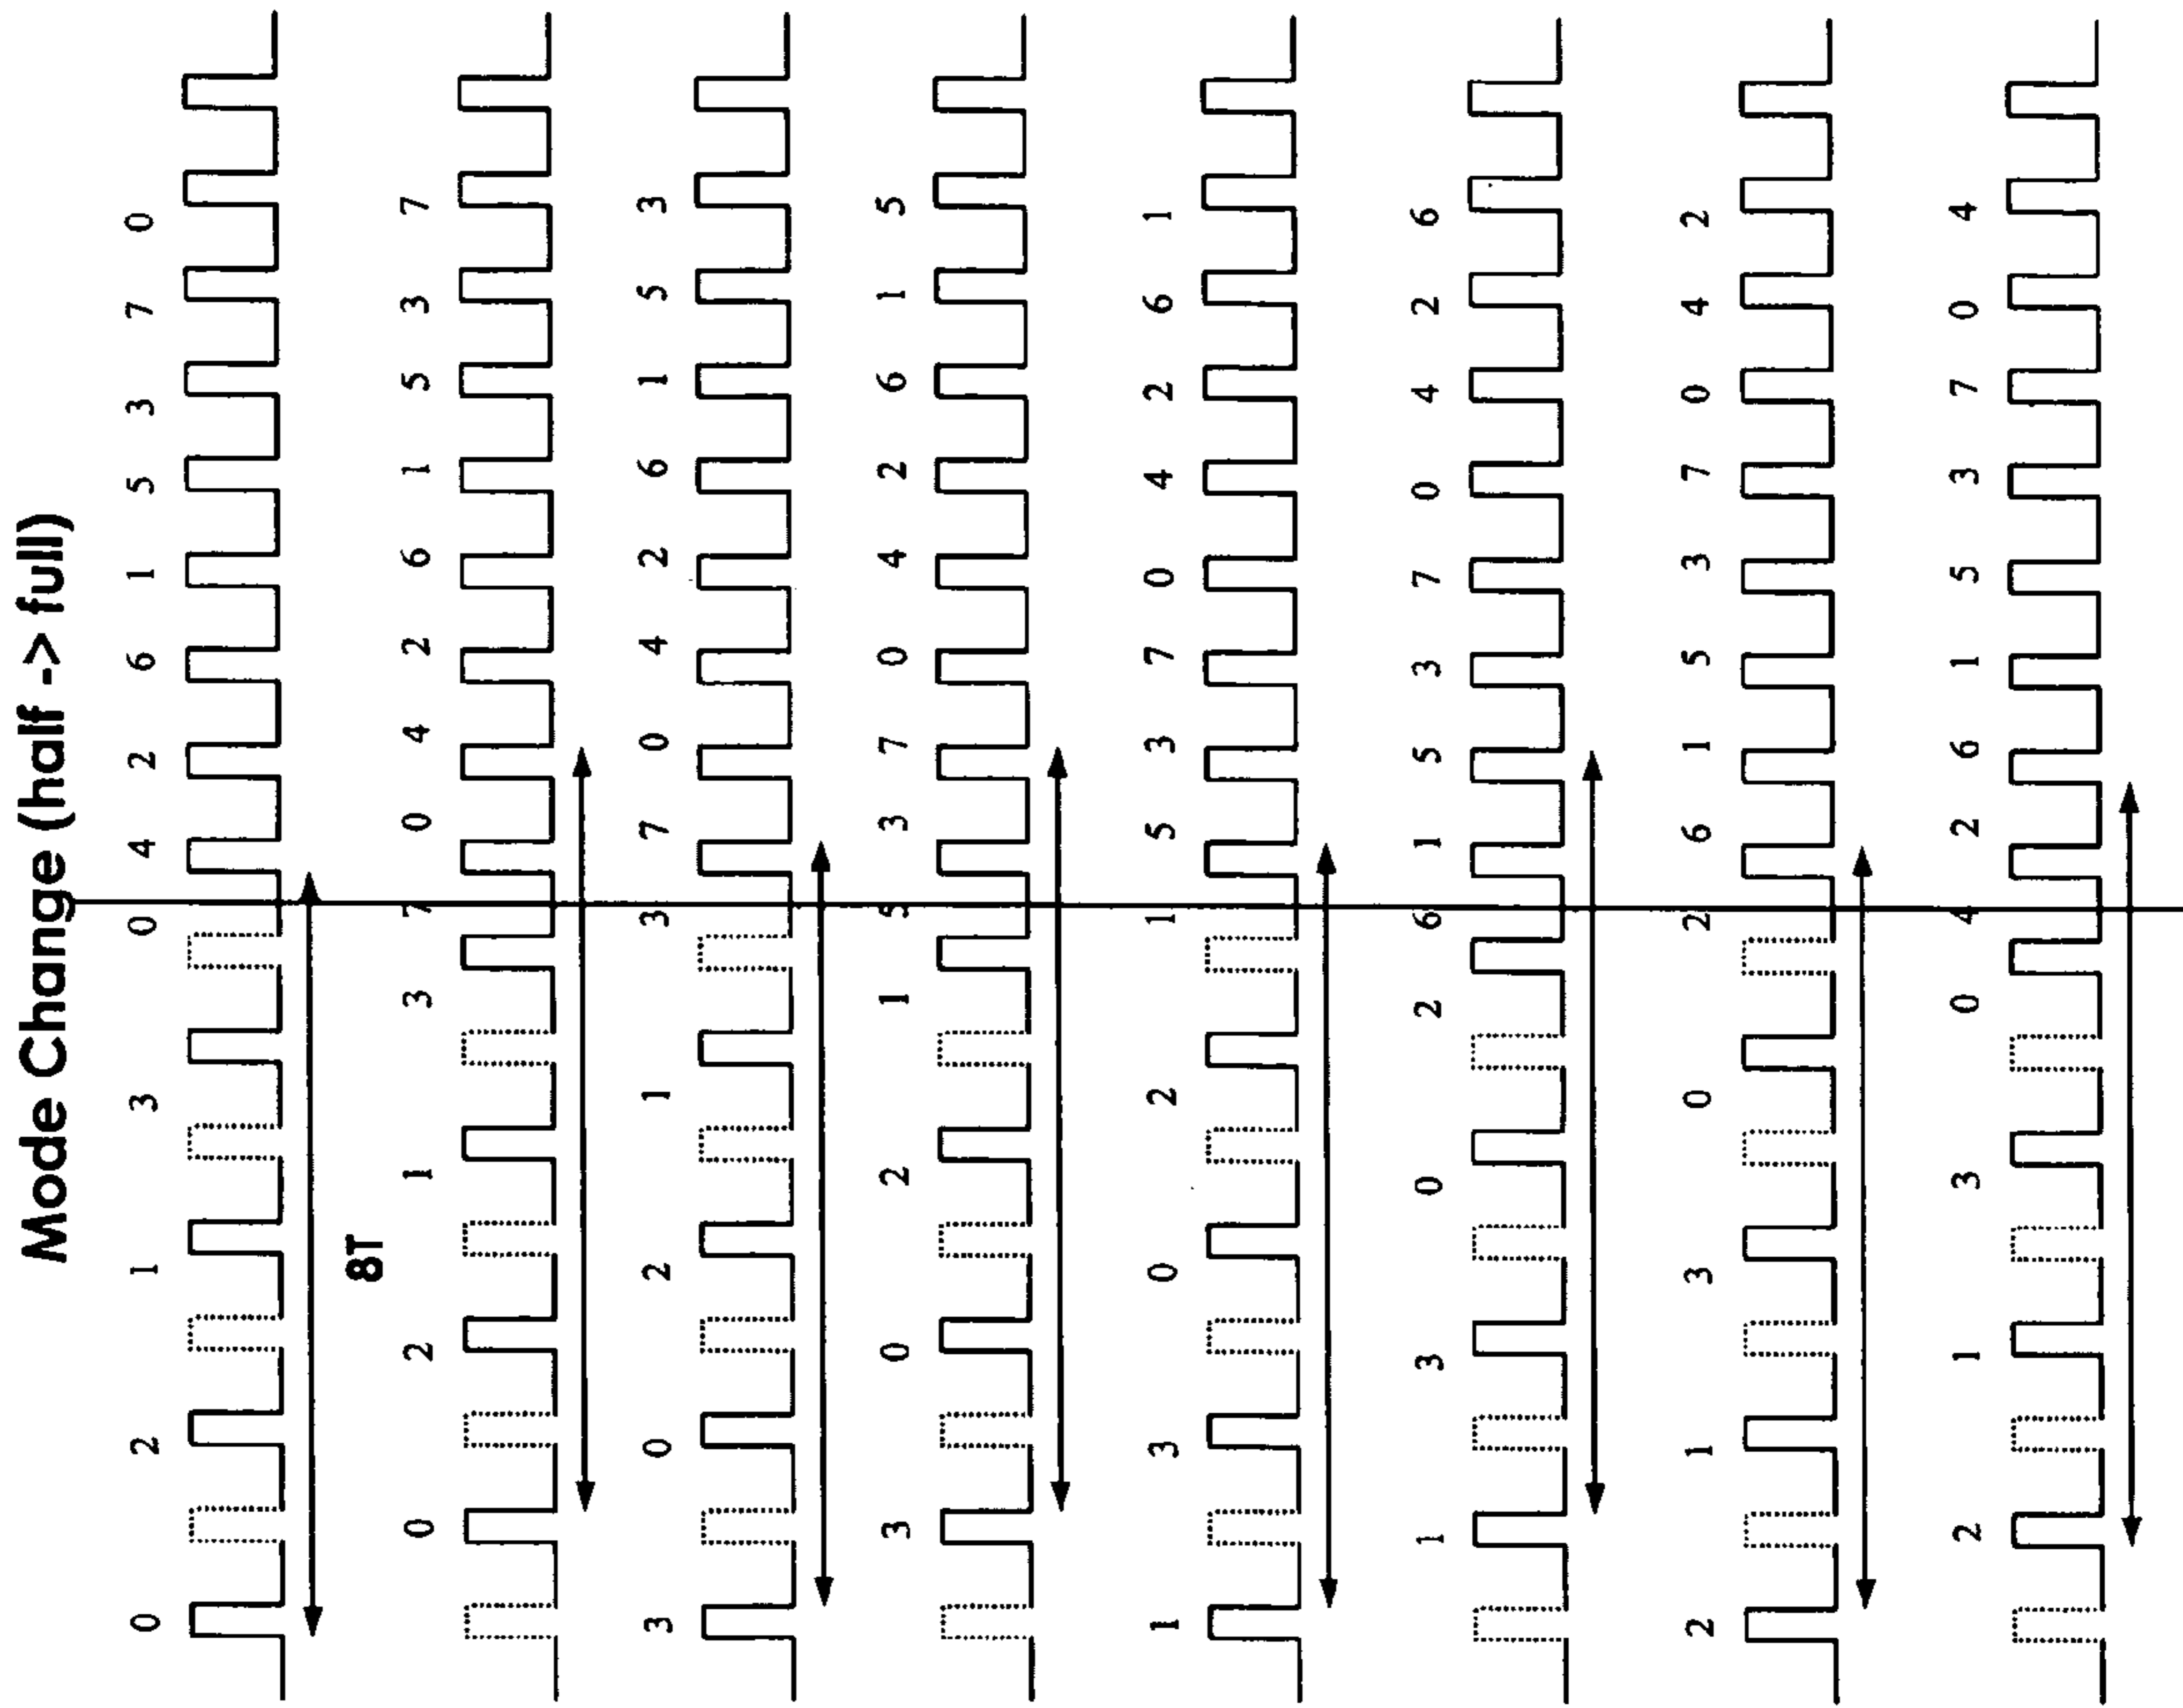 Mode Change (half -> full)
0 2 1 3 0 4 2 6 1 5 3 7 0
8T
0 2 1 3 7 0 4 2 6 1 5 3 7
3 0 2 1 3 7 0 4 2 6 1 5 3
3 0 2 1 5 3 7 0 4 2 6 1 5
1 3 0 2 1 5 3 7 0 4 2 6 1
1 3 0 2 6 1 5 3 7 0 4 2 6
2 1 3 0 2 6 1 5 3 7 0 4 2
2 1 3 0 4 2 6 1 5 3 7 0 4